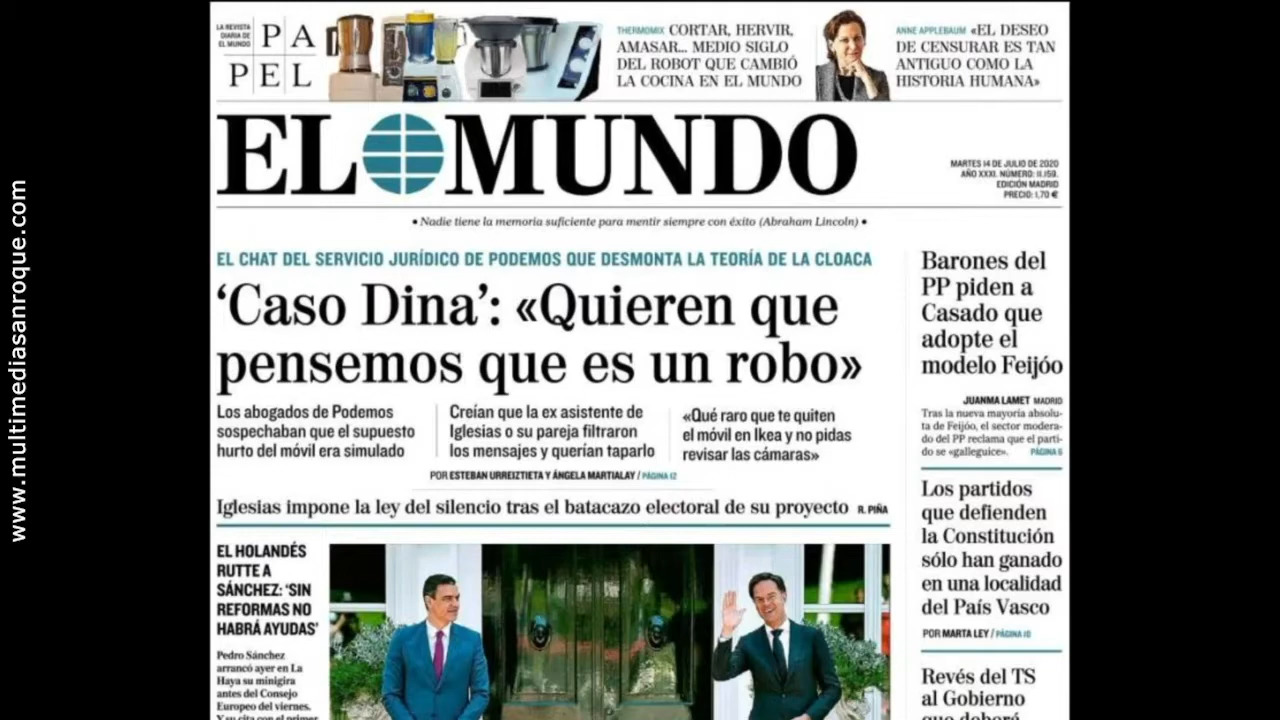 www.multimediasanroque.com
LA REVISTA
DIARIA DE
EL MUNDO
PA
PEL
THERMOMIX CORTAR, HERVIR,
AMASAR... MEDIO SIGLO
DEL ROBOT QUE CAMBIÓ
LA COCINA EN EL MUNDO
ANNE APPLEBAUM «EL DESEO
DE CENSURAR ES TAN
ANTIGUO COMO LA
HISTORIA HUMANA»
EL MUNDO
MARTES 14 DE JULIO DE 2020
AÑO XXXI. NÚMERO: 11.159.
EDICIÓN MADRID
PRECIO: 1,70 €
• Nadie tiene la memoria suficiente para mentir siempre con éxito (Abraham Lincoln) •
EL CHAT DEL SERVICIO JURÍDICO DE PODEMOS QUE DESMONTA LA TEORÍA DE LA CLOACA
‘Caso Dina’: «Quieren que
pensemos que es un robo»
Los abogados de Podemos
sospechaban que el supuesto
hurto del móvil era simulado
Creían que la ex asistente de
Iglesias o su pareja filtraron
los mensajes y querían taparlo
«Qué raro que te quiten
el móvil en Ikea y no pidas
revisar las cámaras»
POR ESTEBAN URREIZTIETA Y ÁNGELA MARTIALAY / PÁGINA 12
Iglesias impone la ley del silencio tras el batacazo electoral de su proyecto R. PIÑA
EL HOLANDÉS
RUTTE A
SÁNCHEZ: ‘SIN
REFORMAS NO
HABRÁ AYUDAS’
Pedro Sánchez
arrancó ayer en La
Haya su minigira
antes del Consejo
Europeo del viernes.
Y su cita con el primer
Barones del
PP piden a
Casado que
adopte el
modelo Feijóo
JUANMA LAMET MADRID
Tras la nueva mayoría absolu-
ta de Feijóo, el sector modera-
do del PP reclama que el parti-
do se «galleguice». PÁGINA 6
Los partidos
que defienden
la Constitución
sólo han ganado
en una localidad
del País Vasco
POR MARTA LEY / PÁGINA 10
Revés del TS
al Gobierno
que deberá